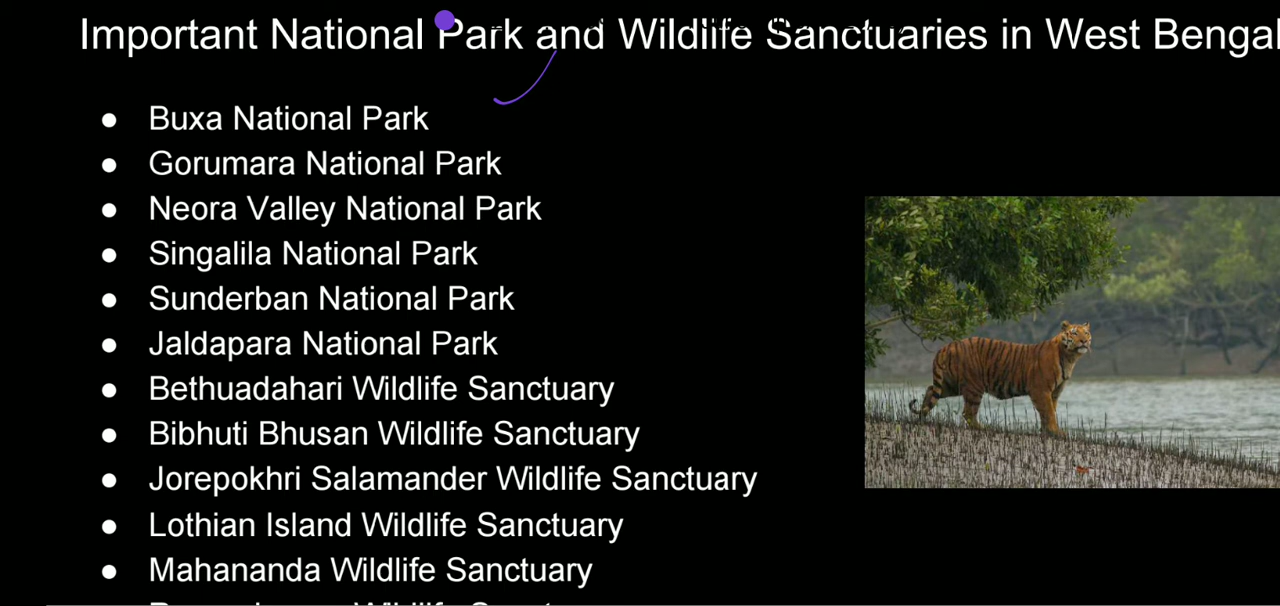 Important National Park and Wildlife Sanctuaries in West Bengal
● Buxa National Park
● Gorumara National Park
● Neora Valley National Park
● Singalila National Park
● Sunderban National Park
● Jaldapara National Park
● Bethuadahari Wildlife Sanctuary
● Bibhuti Bhusan Wildlife Sanctuary
● Jorepokhri Salamander Wildlife Sanctuary
● Lothian Island Wildlife Sanctuary
● Mahananda Wildlife Sanctuary